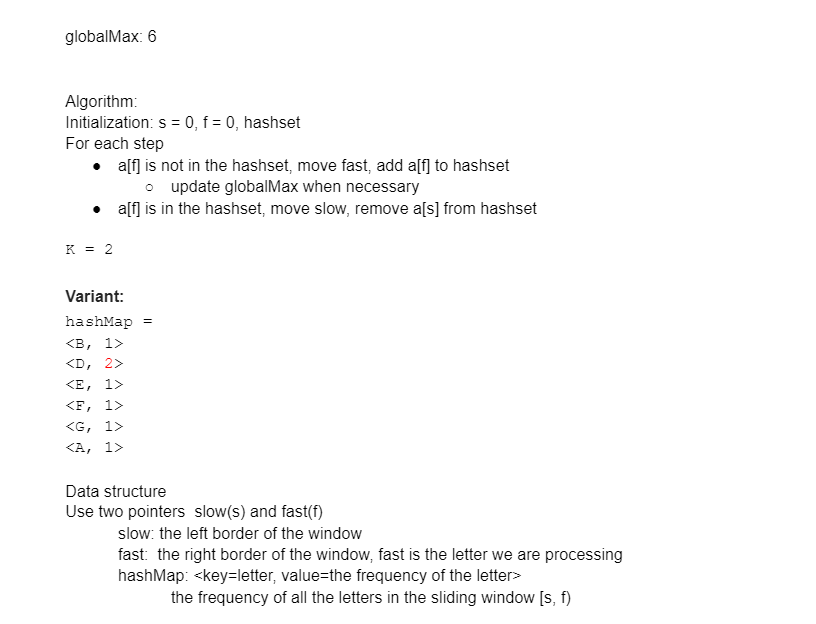 globalMax: 6
Algorithm:
Initialization: s = 0, f = 0, hashset
For each step
● a[f] is not in the hashset, move fast, add a[f] to hashset
○ update globalMax when necessary
● a[f] is in the hashset, move slow, remove a[s] from hashset
K = 2
Variant:
hashMap =
<B, 1>
<D, 2>
<E, 1>
<F, 1>
<G, 1>
<A, 1>
Data structure
Use two pointers slow(s) and fast(f)
slow: the left border of the window
fast: the right border of the window, fast is the letter we are processing
hashMap: <key=letter, value=the frequency of the letter>
the frequency of all the letters in the sliding window [s, f)